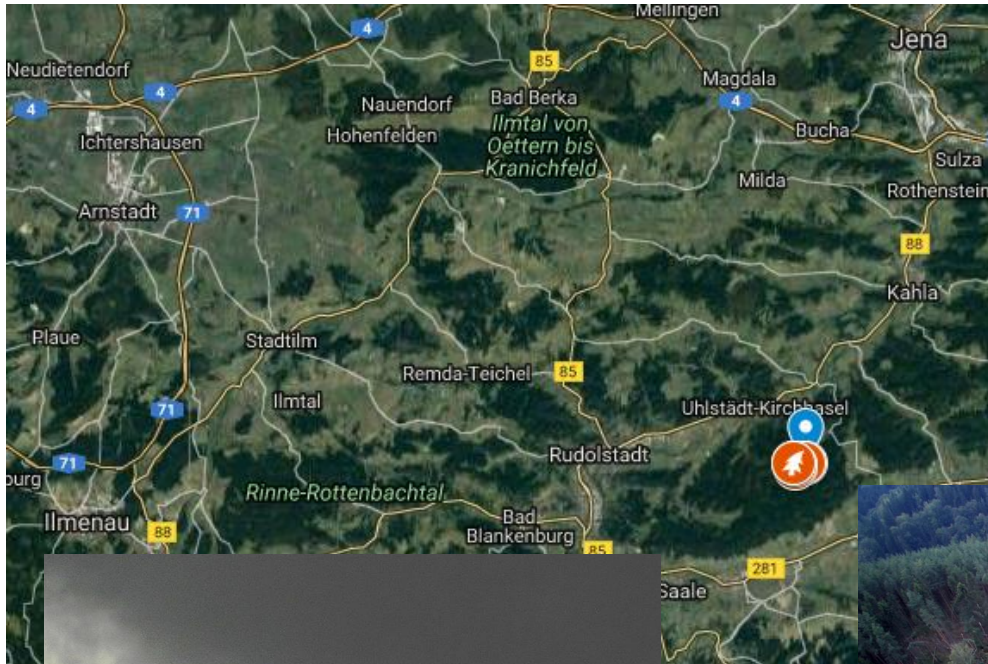 Mellingen
4
Jena
85
Neudietendorf
Magdala
4
4
Nauendorf
Bad Berka
4
Hohenfelden
Ilmtal von
Oettern bis
Kranichfeld
Bucha
Ichtershausen
Sulza
Milda
Rothenstein
Arnstadt
71
88
Kahla
Plaue
Stadtilm
Remda-Teichel
85
Ilmtal
71
Uhlstädt-Kirchhasel
Rudolstadt
71
burg
Rinne-Rottenbachtal
Ilmenau
88
Bad
Blankenburg
85
281
Saale